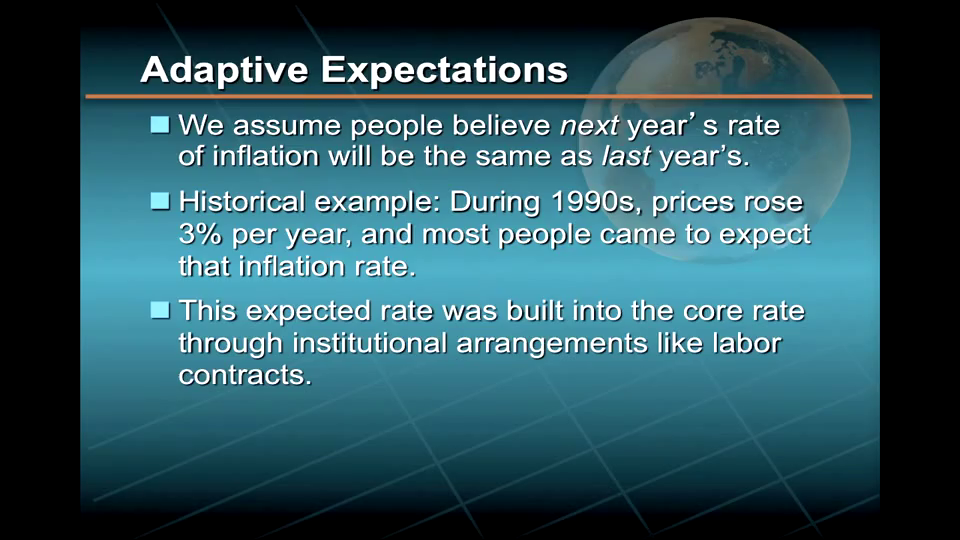 Adaptive Expectations
We assume people believe next year’s rate
of inflation will be the same as last year’s.
Historical example: During 1990s, prices rose
3% per year, and most people came to expect
that inflation rate.
This expected rate was built into the core rate
through institutional arrangements like labor
contracts.